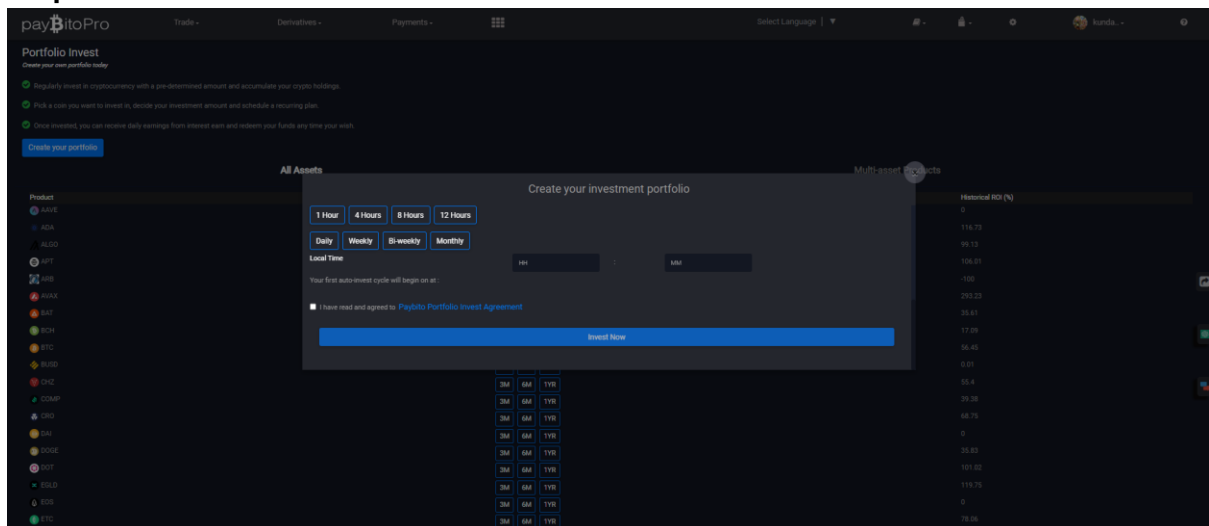 payBitoPro Trade Derivatives Payments Select Language ▼ kunda.
Portfolio Invest
Create your own portfolio today
Regularly invest in cryptocurrency with a pre-determined amount and accumulate your crypto holdings.
Pick a coin you want to invest in, decide your investment amount and schedule a recurring plan.
Once invested, you can receive daily earnings from interest earn and redeem your funds any time your wish.
Create your portfolio
All Assets Multi-asset Products
Create your investment portfolio
Product Historical ROI (%)
AAVE 0
1 Hour 4 Hours 8 Hours 12 Hours
ADA 116.73
Daily Weekly Bi-weekly Monthly
ALGO 99.13
Local Time HH : MM
APT 106.01
Your first auto-invest cycle will begin on at :
ARB -100
AVAX 293.23
I have read and agreed to Paybito Portfolio Invest Agreement
BAT 35.61
BCH 17.09
Invest Now
BTC 56.45
BUSD 0.01
CHZ 3M 6M 1YR 55.4
COMP 3M 6M 1YR 39.38
CRO 3M 6M 1YR 68.75
DAI 3M 6M 1YR 0
DOGE 3M 6M 1YR 35.83
DOT 3M 6M 1YR 101.02
EGLD 3M 6M 1YR 119.75
EOS 3M 6M 1YR 0
ETC 3M 6M 1YR 78.06